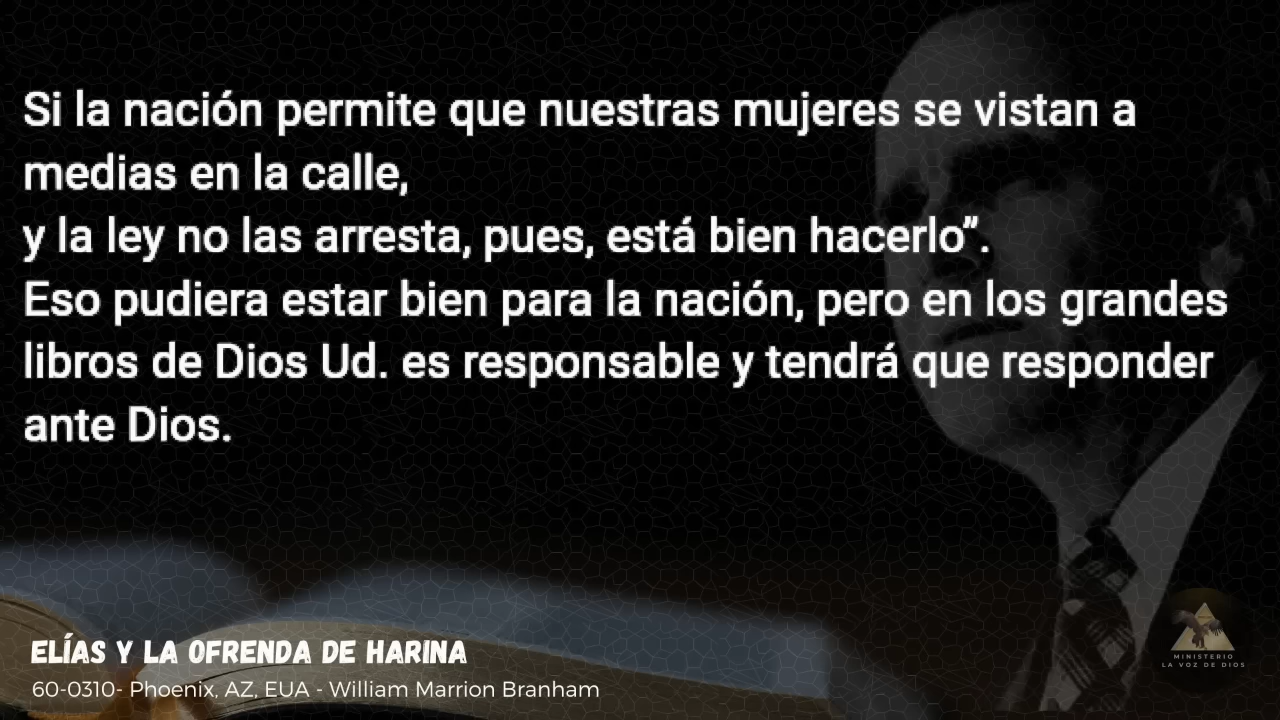 Si la nación permite que nuestras mujeres se vistan a
medias en la calle,
y la ley no las arresta, pues, está bien hacerlo”.
Eso pudiera estar bien para la nación, pero en los grandes
libros de Dios Ud. es responsable y tendrá que responder
ante Dios.
ELÍAS Y LA OFRENDA DE HARINA
60-0310- Phoenix, AZ, EUA - William Marrion Branham
MINISTERIO
LA VOZ DE DIOS